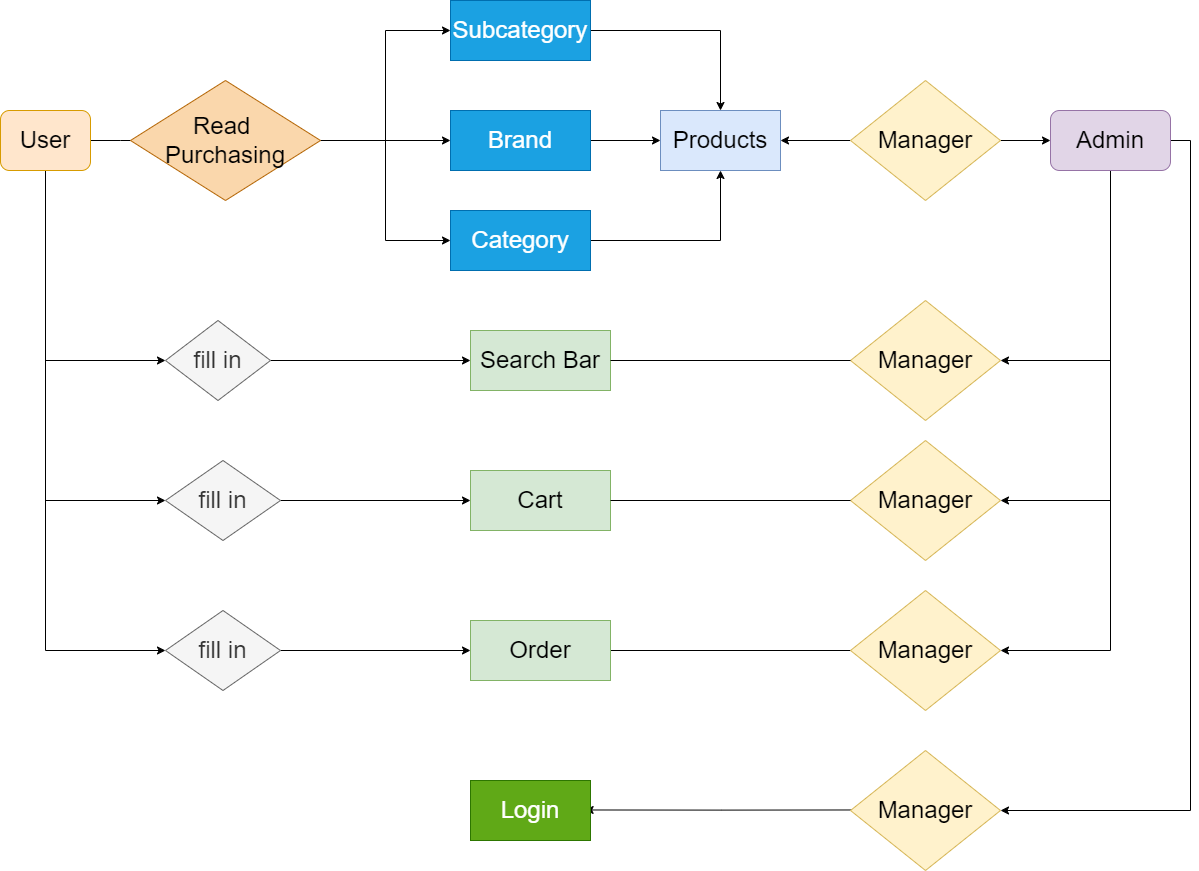 Subcategory
User
Read
Purchasing
Brand
Products
Manager
Admin
Category
fill in
Search Bar
Manager
fill in
Cart
Manager
fill in
Order
Manager
Login
Manager